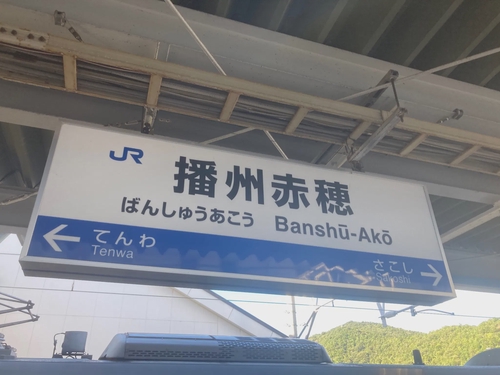 JR
播州赤穂
ばんしゅうあこう Banshū-Akō
← てんわ
Tenwa
さこし →
Sakoshi